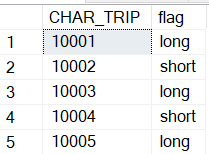 CHAR_TRIP flag
1 10001 long
2 10002 short
3 10003 long
4 10004 short
5 10005 long